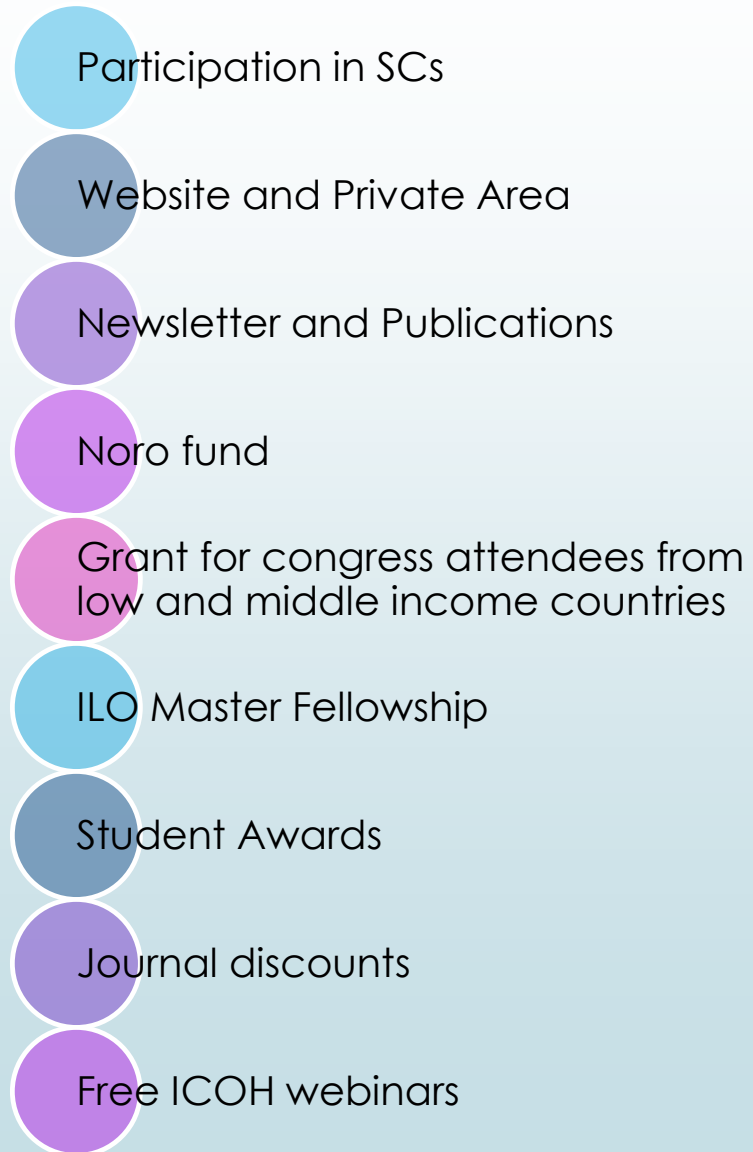 Participation in SCs
Website and Private Area
Newsletter and Publications
Noro fund
Grant for congress attendees from
low and middle income countries
ILO Master Fellowship
Student Awards
Journal discounts
Free ICOH webinars